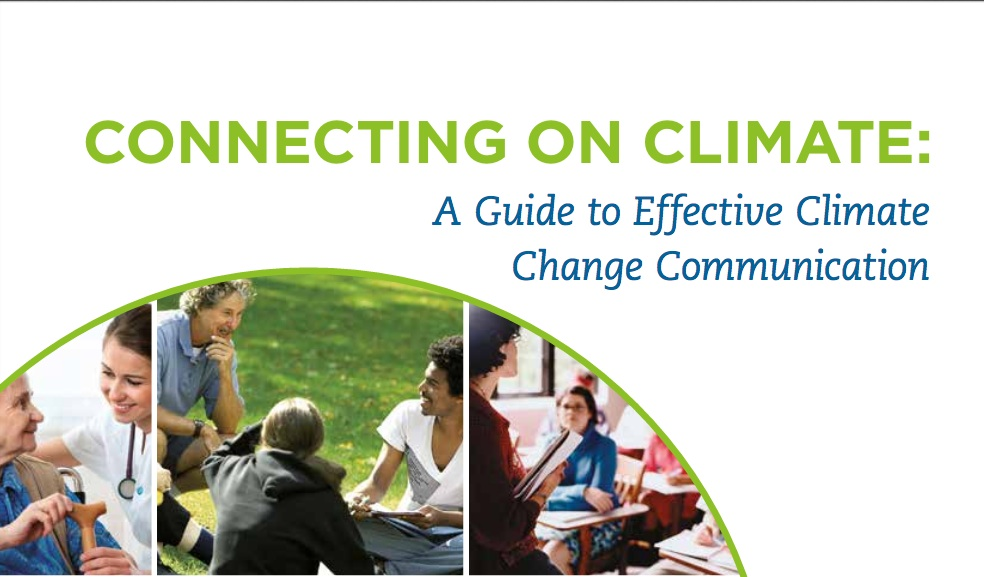 CONNECTING ON CLIMATE:
A Guide to Effective Climate
Change Communication